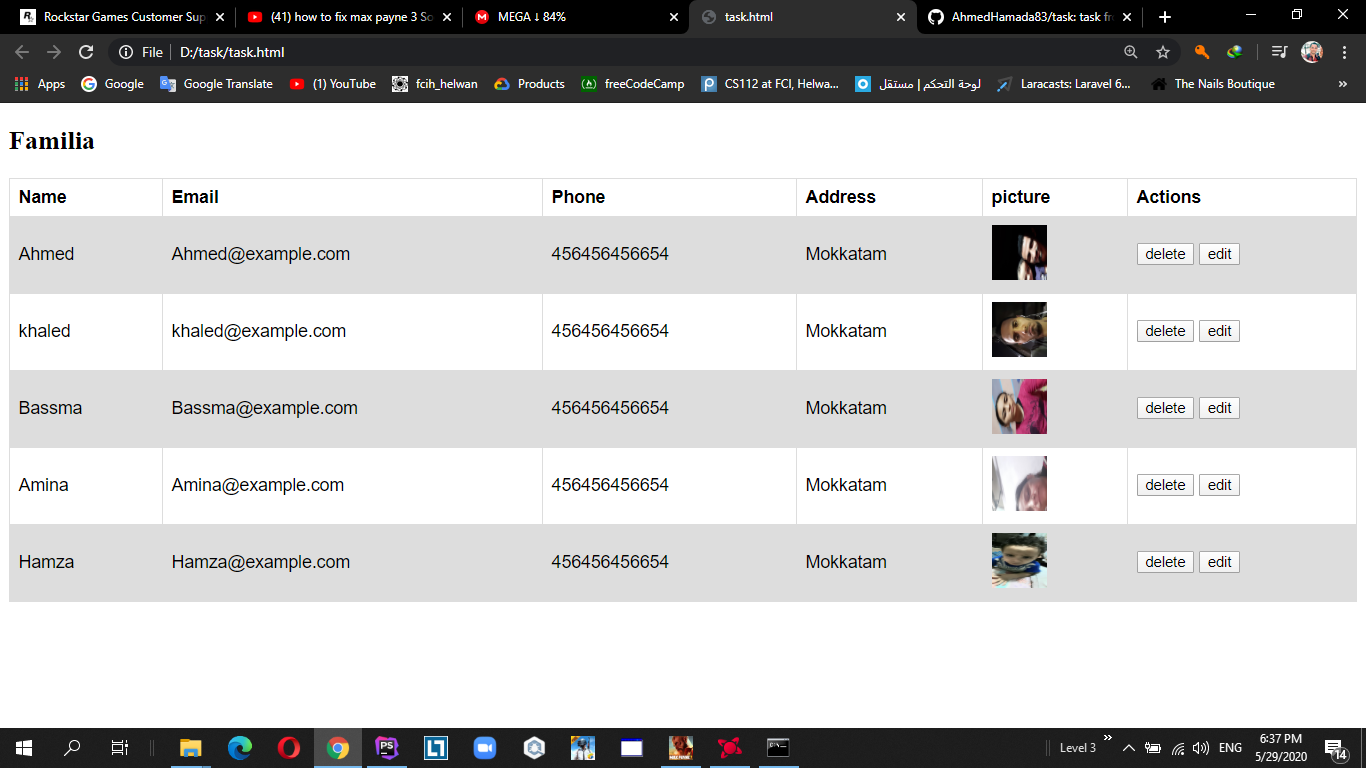 Rockstar Games Customer Sup
(41) how to fix max payne 3 So
MEGA ⭣ 84%
task.html
AhmedHamada83/task: task fr
File D:/task/task.html
Apps Google Google Translate (1) YouTube fcih_helwan Products freeCodeCamp CS112 at FCI, Helwa... لوحة التحكم | مستقل Laracasts: Laravel 6... The Nails Boutique »
Familia
Name Email Phone Address picture Actions
Ahmed Ahmed@example.com 456456456654 Mokkatam delete edit
khaled khaled@example.com 456456456654 Mokkatam delete edit
Bassma Bassma@example.com 456456456654 Mokkatam delete edit
Amina Amina@example.com 456456456654 Mokkatam delete edit
Hamza Hamza@example.com 456456456654 Mokkatam delete edit
Level 3 » ENG 6:37 PM
5/29/2020
14